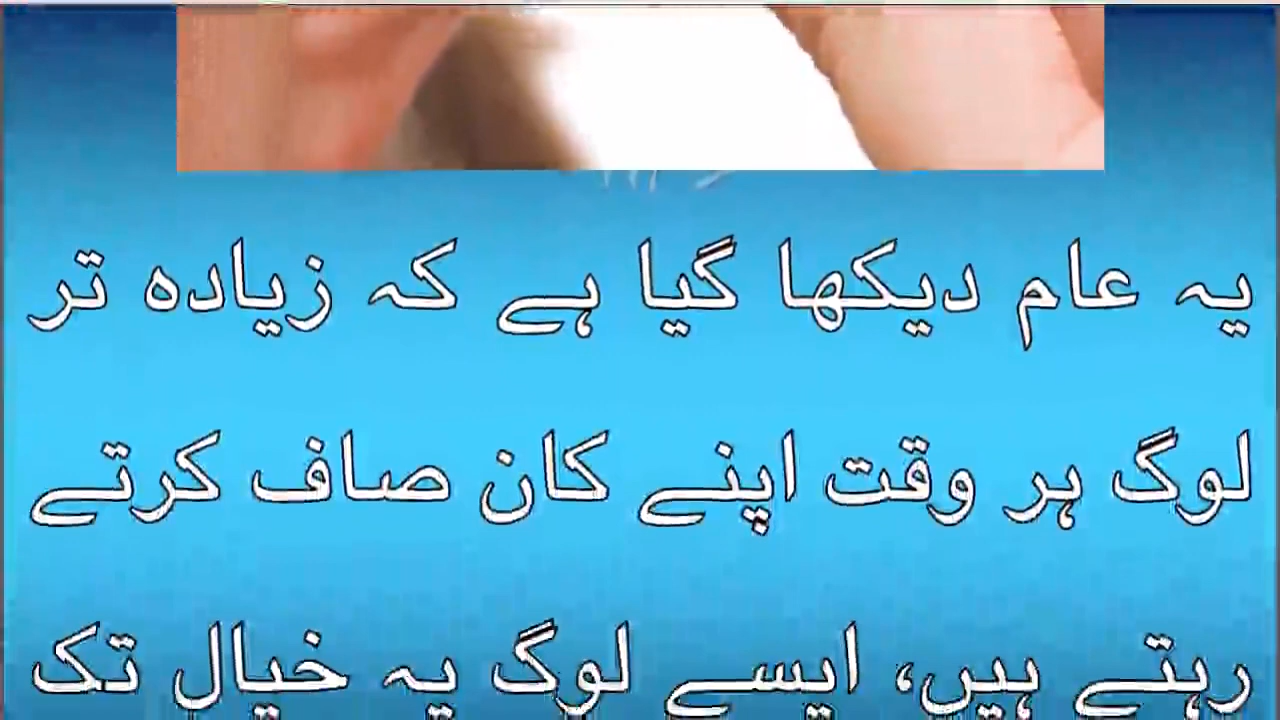 یہ عام دیکھا گیا ہے کہ زیادہ تر
لوگ ہر وقت اپنے کان صاف کرتے
رہتے ہیں، ایسے لوگ یہ خیال تک